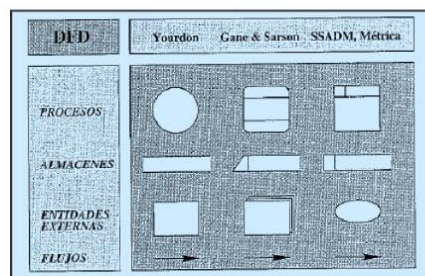 DFD
Yourdon
Gane & Sarson
SSADM, Métrica
PROCESOS
ALMACENES
ENTIDADES
EXTERNAS
FLUJOS